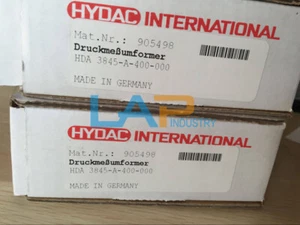 HYDAC INTERNATIONAL
Mat.Nr.: 905498
Druckmeßumformer
HDA 3845-A-400-000
MADE IN GERMANY
LAP
INDUSTRY
HYDAC INTERNATIONAL
Mat.Nr.: 905498
Druckmeßumformer
HDA 3845-A-400-000
MADE IN GERMANY